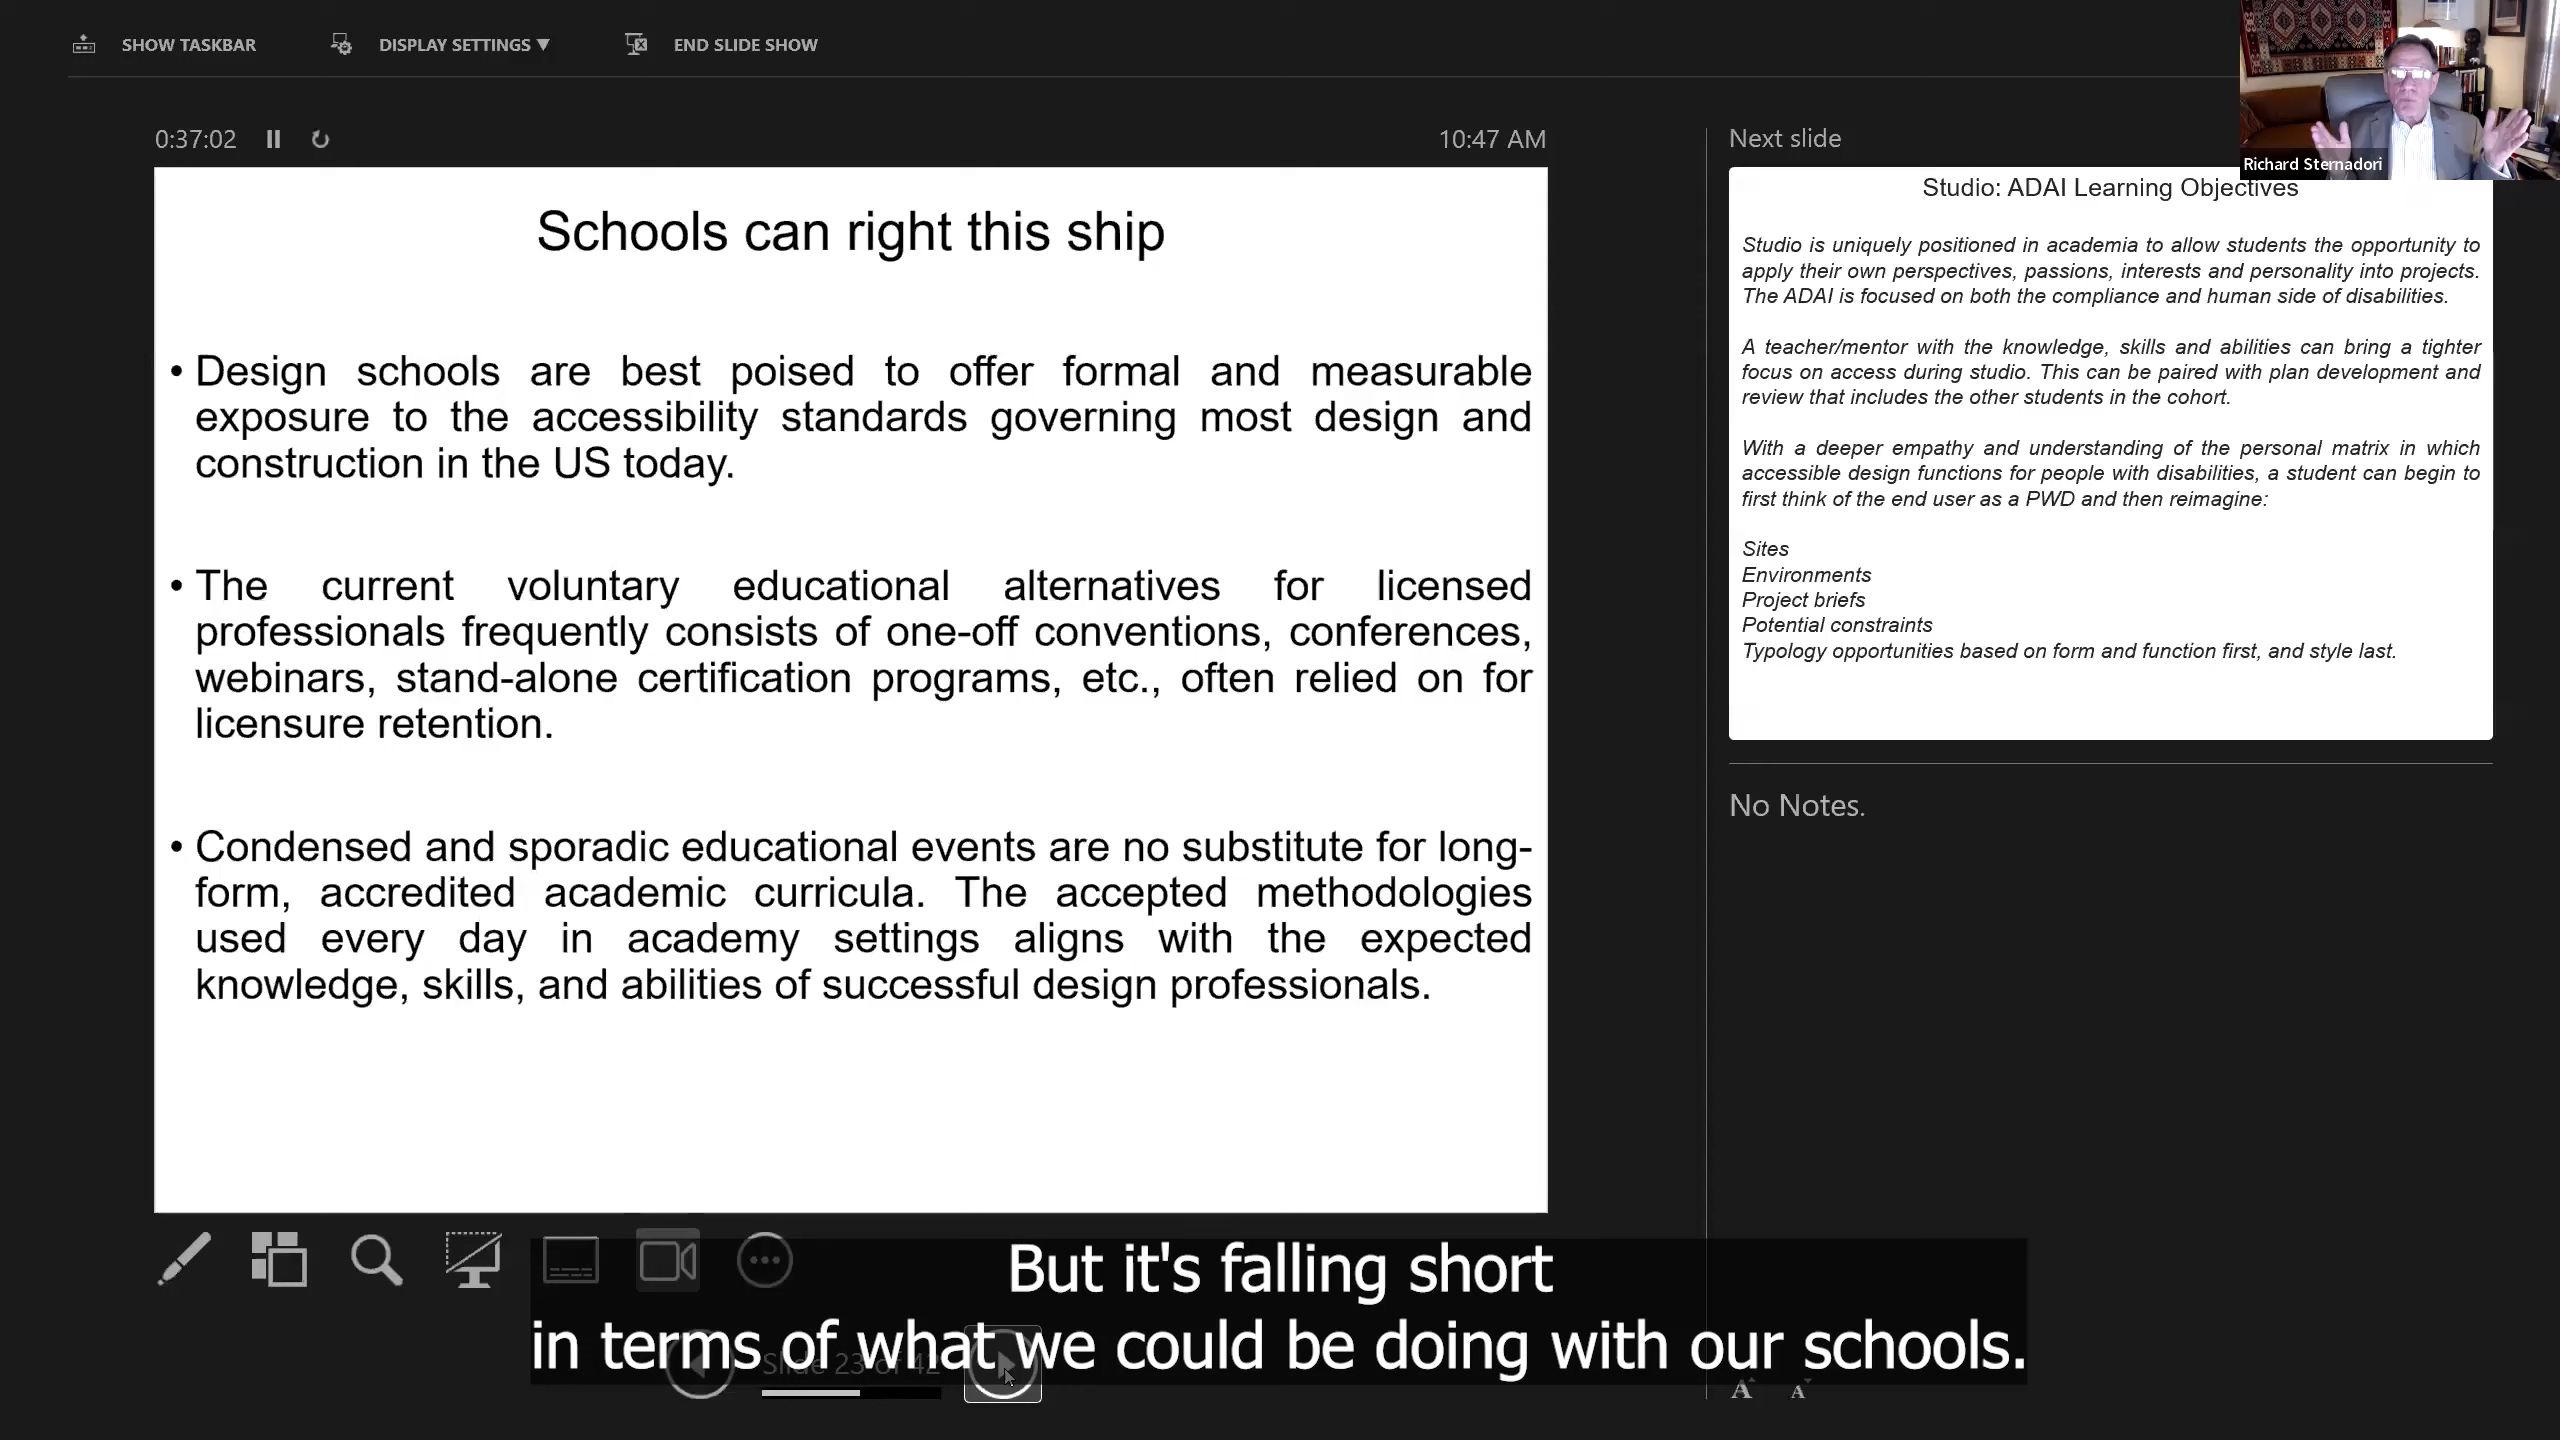 SHOW TASKBAR
DISPLAY SETTINGS ▼
END SLIDE SHOW
0:37:02
10:47 AM
Schools can right this ship
• Design schools are best poised to offer formal and measurable
exposure to the accessibility standards governing most design and
construction in the US today.
• The current voluntary educational alternatives for licensed
professionals frequently consists of one-off conventions, conferences,
webinars, stand-alone certification programs, etc., often relied on for
licensure retention.
• Condensed and sporadic educational events are no substitute for long-
form, accredited academic curricula. The accepted methodologies
used every day in academy settings aligns with the expected
knowledge, skills, and abilities of successful design professionals.
Next slide
Richard Sternadori
Studio: ADAI Learning Objectives
Studio is uniquely positioned in academia to allow students the opportunity to
apply their own perspectives, passions, interests and personality into projects.
The ADAI is focused on both the compliance and human side of disabilities.
A teacher/mentor with the knowledge, skills and abilities can bring a tighter
focus on access during studio. This can be paired with plan development and
review that includes the other students in the cohort.
With a deeper empathy and understanding of the personal matrix in which
accessible design functions for people with disabilities, a student can begin to
first think of the end user as a PWD and then reimagine:
Sites
Environments
Project briefs
Potential constraints
Typology opportunities based on form and function first, and style last.
No Notes.
But it's falling short
in terms of what we could be doing with our schools.
Slide 23 of 42
A A